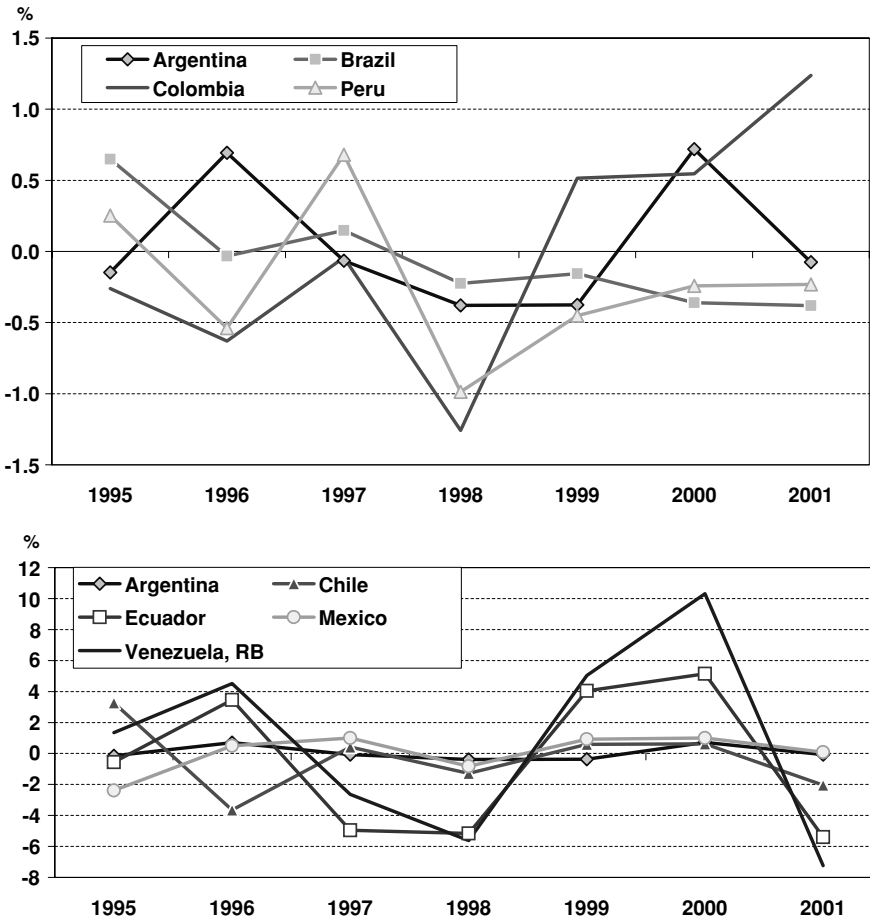 %
1.5
Argentina Brazil
Colombia Peru
1.0
0.5
0.0
-0.5
-1.0
-1.5
1995 1996 1997 1998 1999 2000 2001
%
12
Argentina Chile
10
Ecuador Mexico
8
Venezuela, RB
6
4
2
0
-2
-4
-6
-8
1995 1996 1997 1998 1999 2000 2001